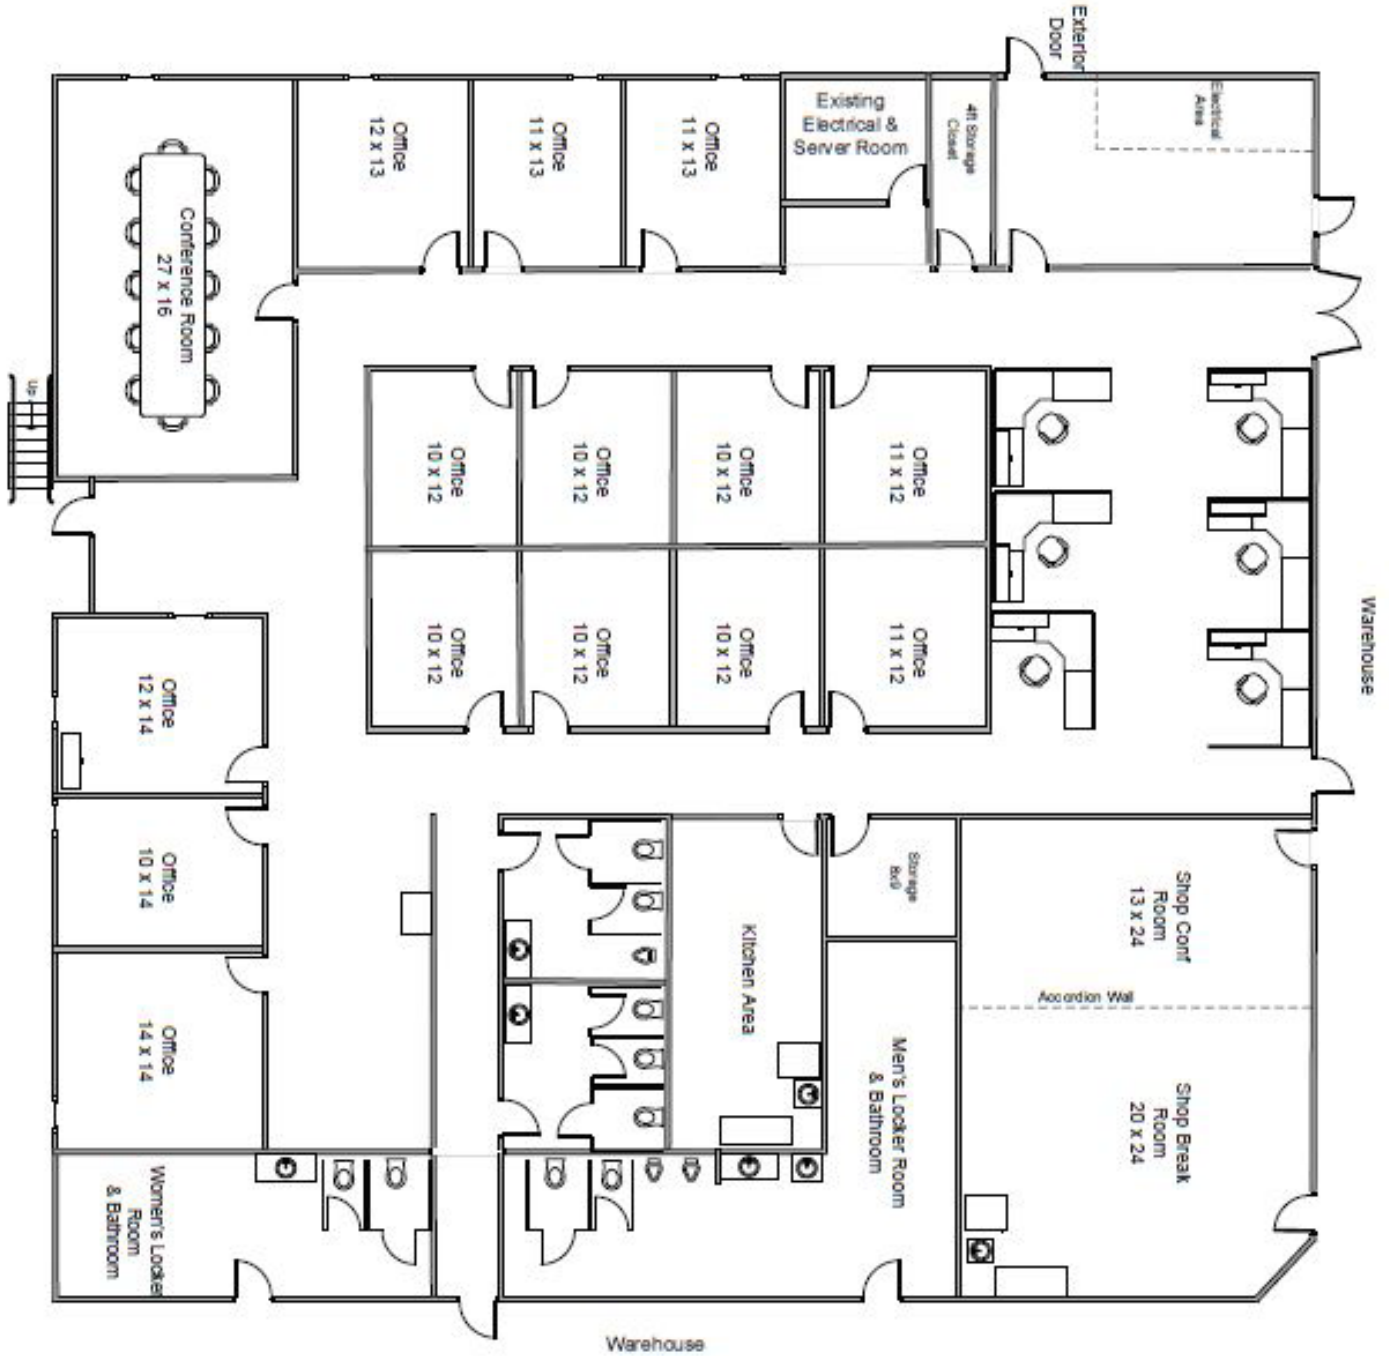 Exterior
Door
Existing
Electrical &
Server Room
4ft Storage
Closet
Electrical
Area
Office
12 x 13
Office
11 x 13
Office
11 x 13
Conference Room
27 x 16
Up
Office
10 x 12
Office
10 x 12
Office
10 x 12
Office
11 x 12
Office
10 x 12
Office
10 x 12
Office
10 x 12
Office
11 x 12
Warehouse
Office
12 x 14
Office
10 x 14
Office
14 x 14
Storage
8x9
Kitchen Area
Shop Conf
Room
13 x 24
Accordion Wall
Men's Locker Room
& Bathroom
Shop Break
Room
20 x 24
Women's Locker
Room
& Bathroom
Warehouse